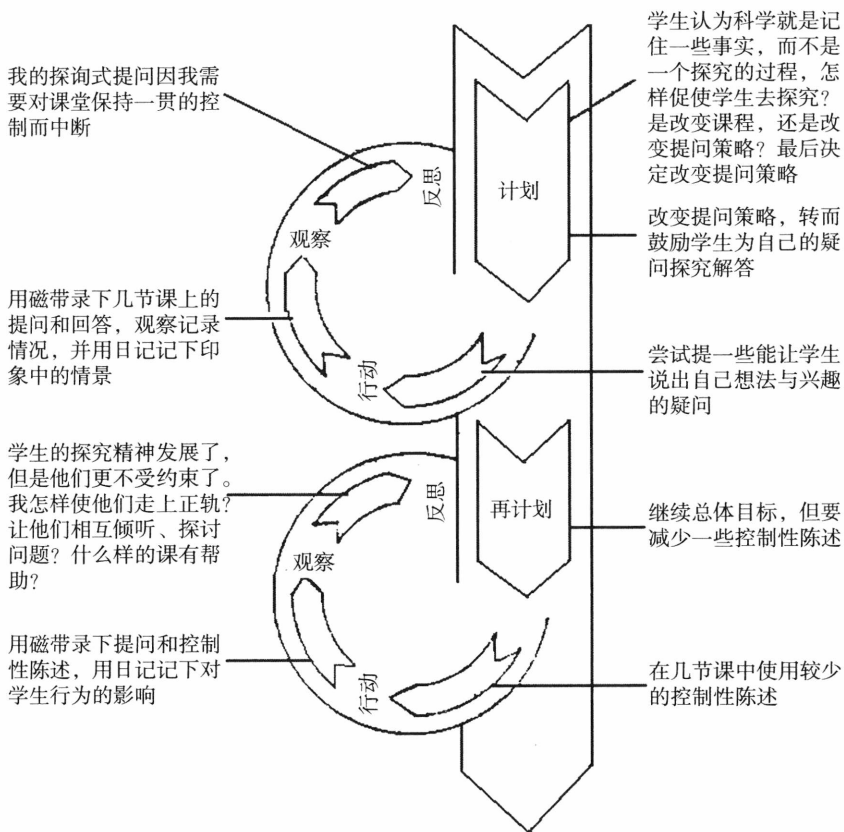 学生认为科学就是记
住一些事实，而不是
一个探究的过程，怎
样促使学生去探究？
是改变课程，还是改
变提问策略？最后决
定改变提问策略
我的探询式提问因我需
要对课堂保持一贯的控
制而中断
反思
计划
改变提问策略，转而
鼓励学生为自己的疑
问探究解答
观察
用磁带录下几节课上的
提问和回答，观察记录
情况，并用日记记下印
象中的情景
行动
尝试提一些能让学生
说出自己想法与兴趣
的疑问
学生的探究精神发展了，
但是他们更不受约束了。
我怎样使他们走上正轨？
让他们相互倾听、探讨
问题？什么样的课有帮
助？
反思
再计划
继续总体目标，但要
减少一些控制性陈述
观察
用磁带录下提问和控制
性陈述，用日记记下对
学生行为的影响
行动
在几节课中使用较少
的控制性陈述